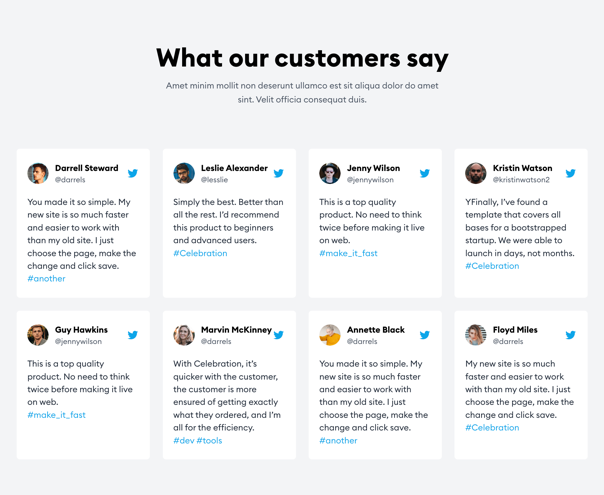 What our customers say
Amet minim mollit non deserunt ullamco est sit aliqua dolor do amet
sint. Velit officia consequat duis.
Darrell Steward
@darrels
You made it so simple. My
new site is so much faster
and easier to work with
than my old site. I just
choose the page, make the
change and click save.
#another
Leslie Alexander
@lesslie
Simply the best. Better than
all the rest. I'd recommend
this product to beginners
and advanced users.
#Celebration
Jenny Wilson
@jennywilson
This is a top quality
product. No need to think
twice before making it live
on web.
#make_it_fast
Kristin Watson
@kristinwatson2
YFinally, I've found a
template that covers all
bases for a bootstrapped
startup. We were able to
launch in days, not months.
#Celebration
Guy Hawkins
@jennywilson
This is a top quality
product. No need to think
twice before making it live
on web.
#make_it_fast
Marvin McKinney
@darrels
With Celebration, it's
quicker with the customer,
the customer is more
ensured of getting exactly
what they ordered, and I'm
all for the efficiency.
#dev #tools
Annette Black
@darrels
You made it so simple. My
new site is so much faster
and easier to work with
than my old site. I just
choose the page, make the
change and click save.
#another
Floyd Miles
@darrels
My new site is so much
faster and easier to work
with than my old site. I just
choose the page, make the
change and click save.
#Celebration